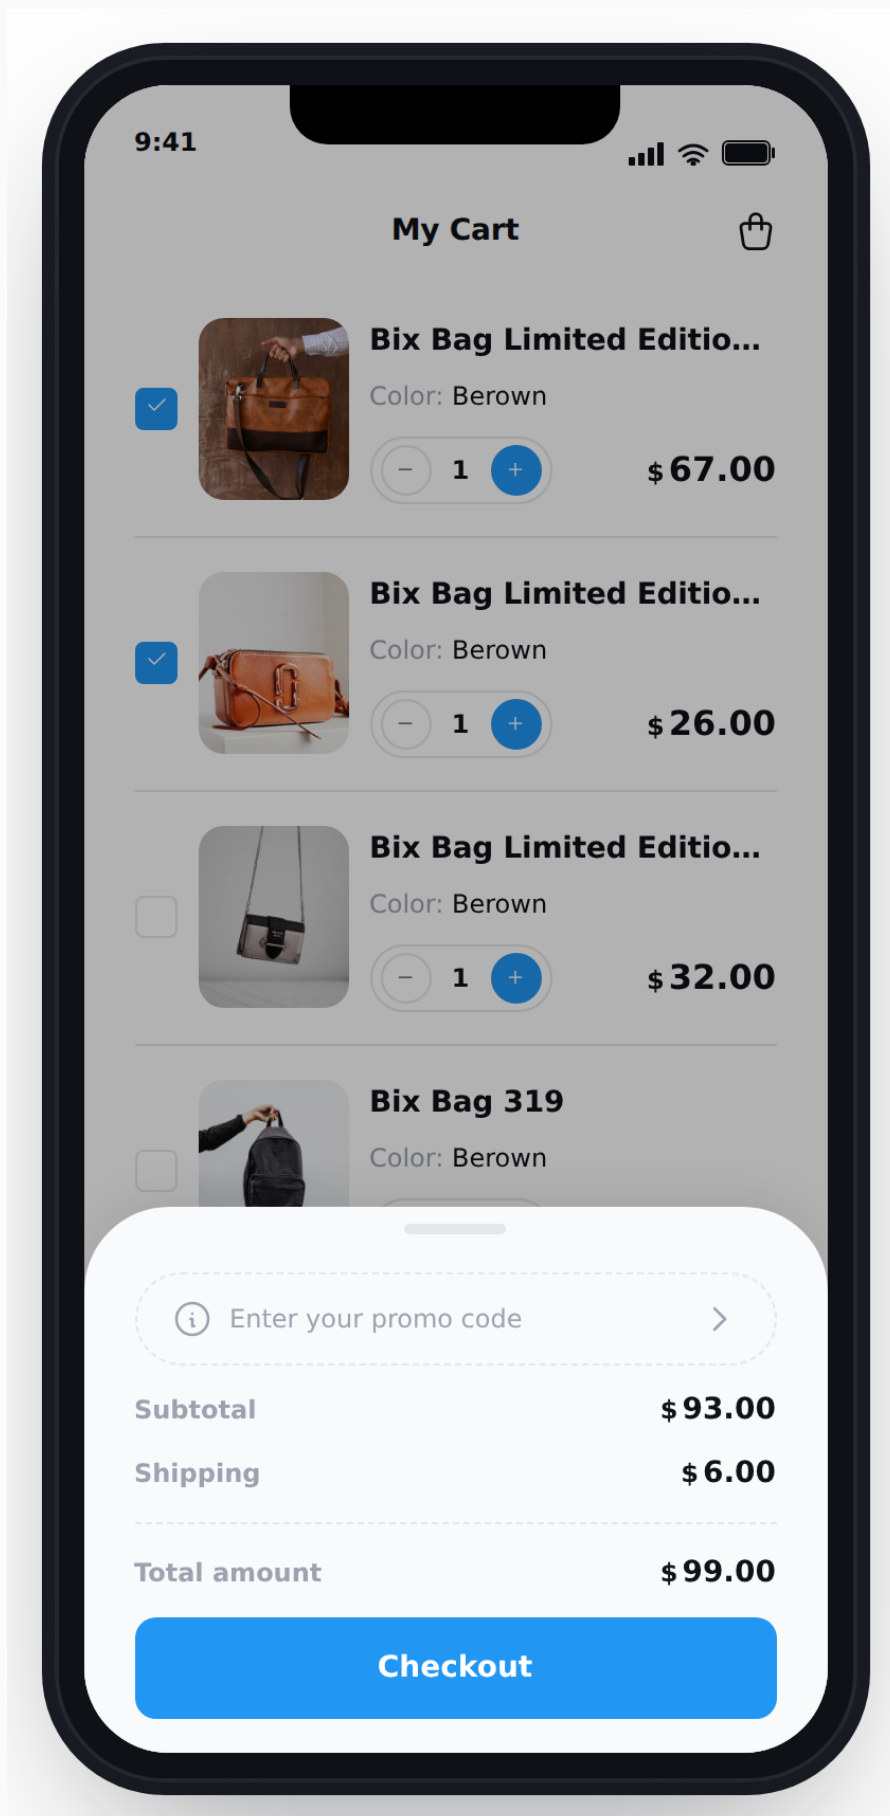 9:41
My Cart
Bix Bag Limited Editio...
Color: Berown
− 1 + $67.00
Bix Bag Limited Editio...
Color: Berown
− 1 + $26.00
Bix Bag Limited Editio...
Color: Berown
− 1 + $32.00
Bix Bag 319
Color: Berown
Enter your promo code
Subtotal $93.00
Shipping $6.00
Total amount $99.00
Checkout